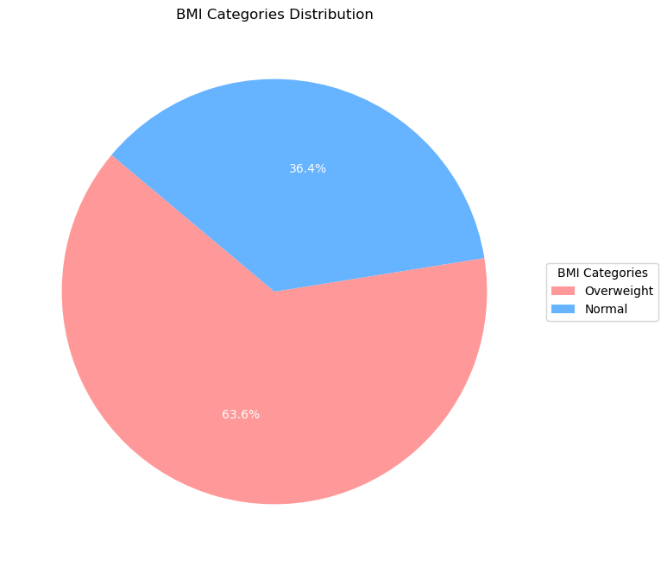 BMI Categories Distribution
36.4%
63.6%
BMI Categories
Overweight
Normal